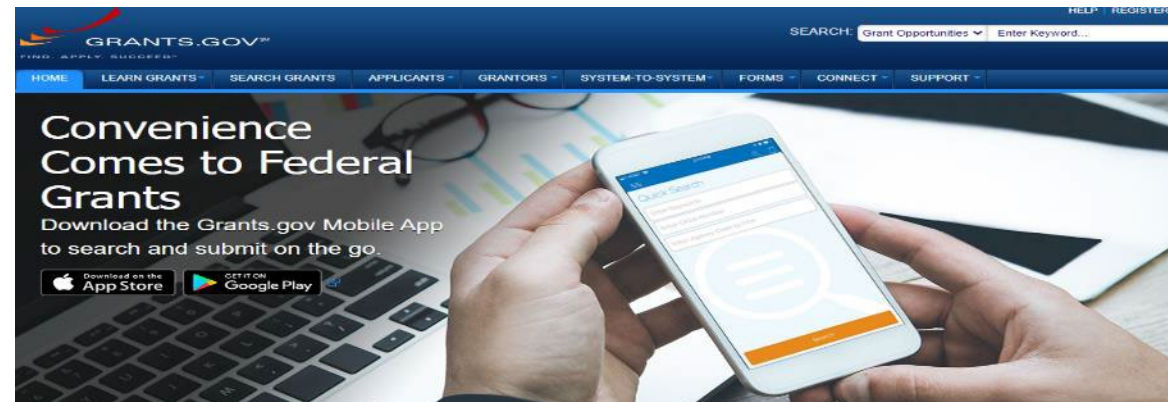 HELP | REGISTER
GRANTS.GOV℠
FIND. APPLY. SUCCEED.℠
SEARCH: Grant Opportunities Enter Keyword...
HOME LEARN GRANTS SEARCH GRANTS APPLICANTS GRANTORS SYSTEM-TO-SYSTEM FORMS CONNECT SUPPORT
Convenience
Comes to Federal
Grants
Download the Grants.gov Mobile App
to search and submit on the go.
Download on the
App Store
GET IT ON
Google Play
Quick Search
Search